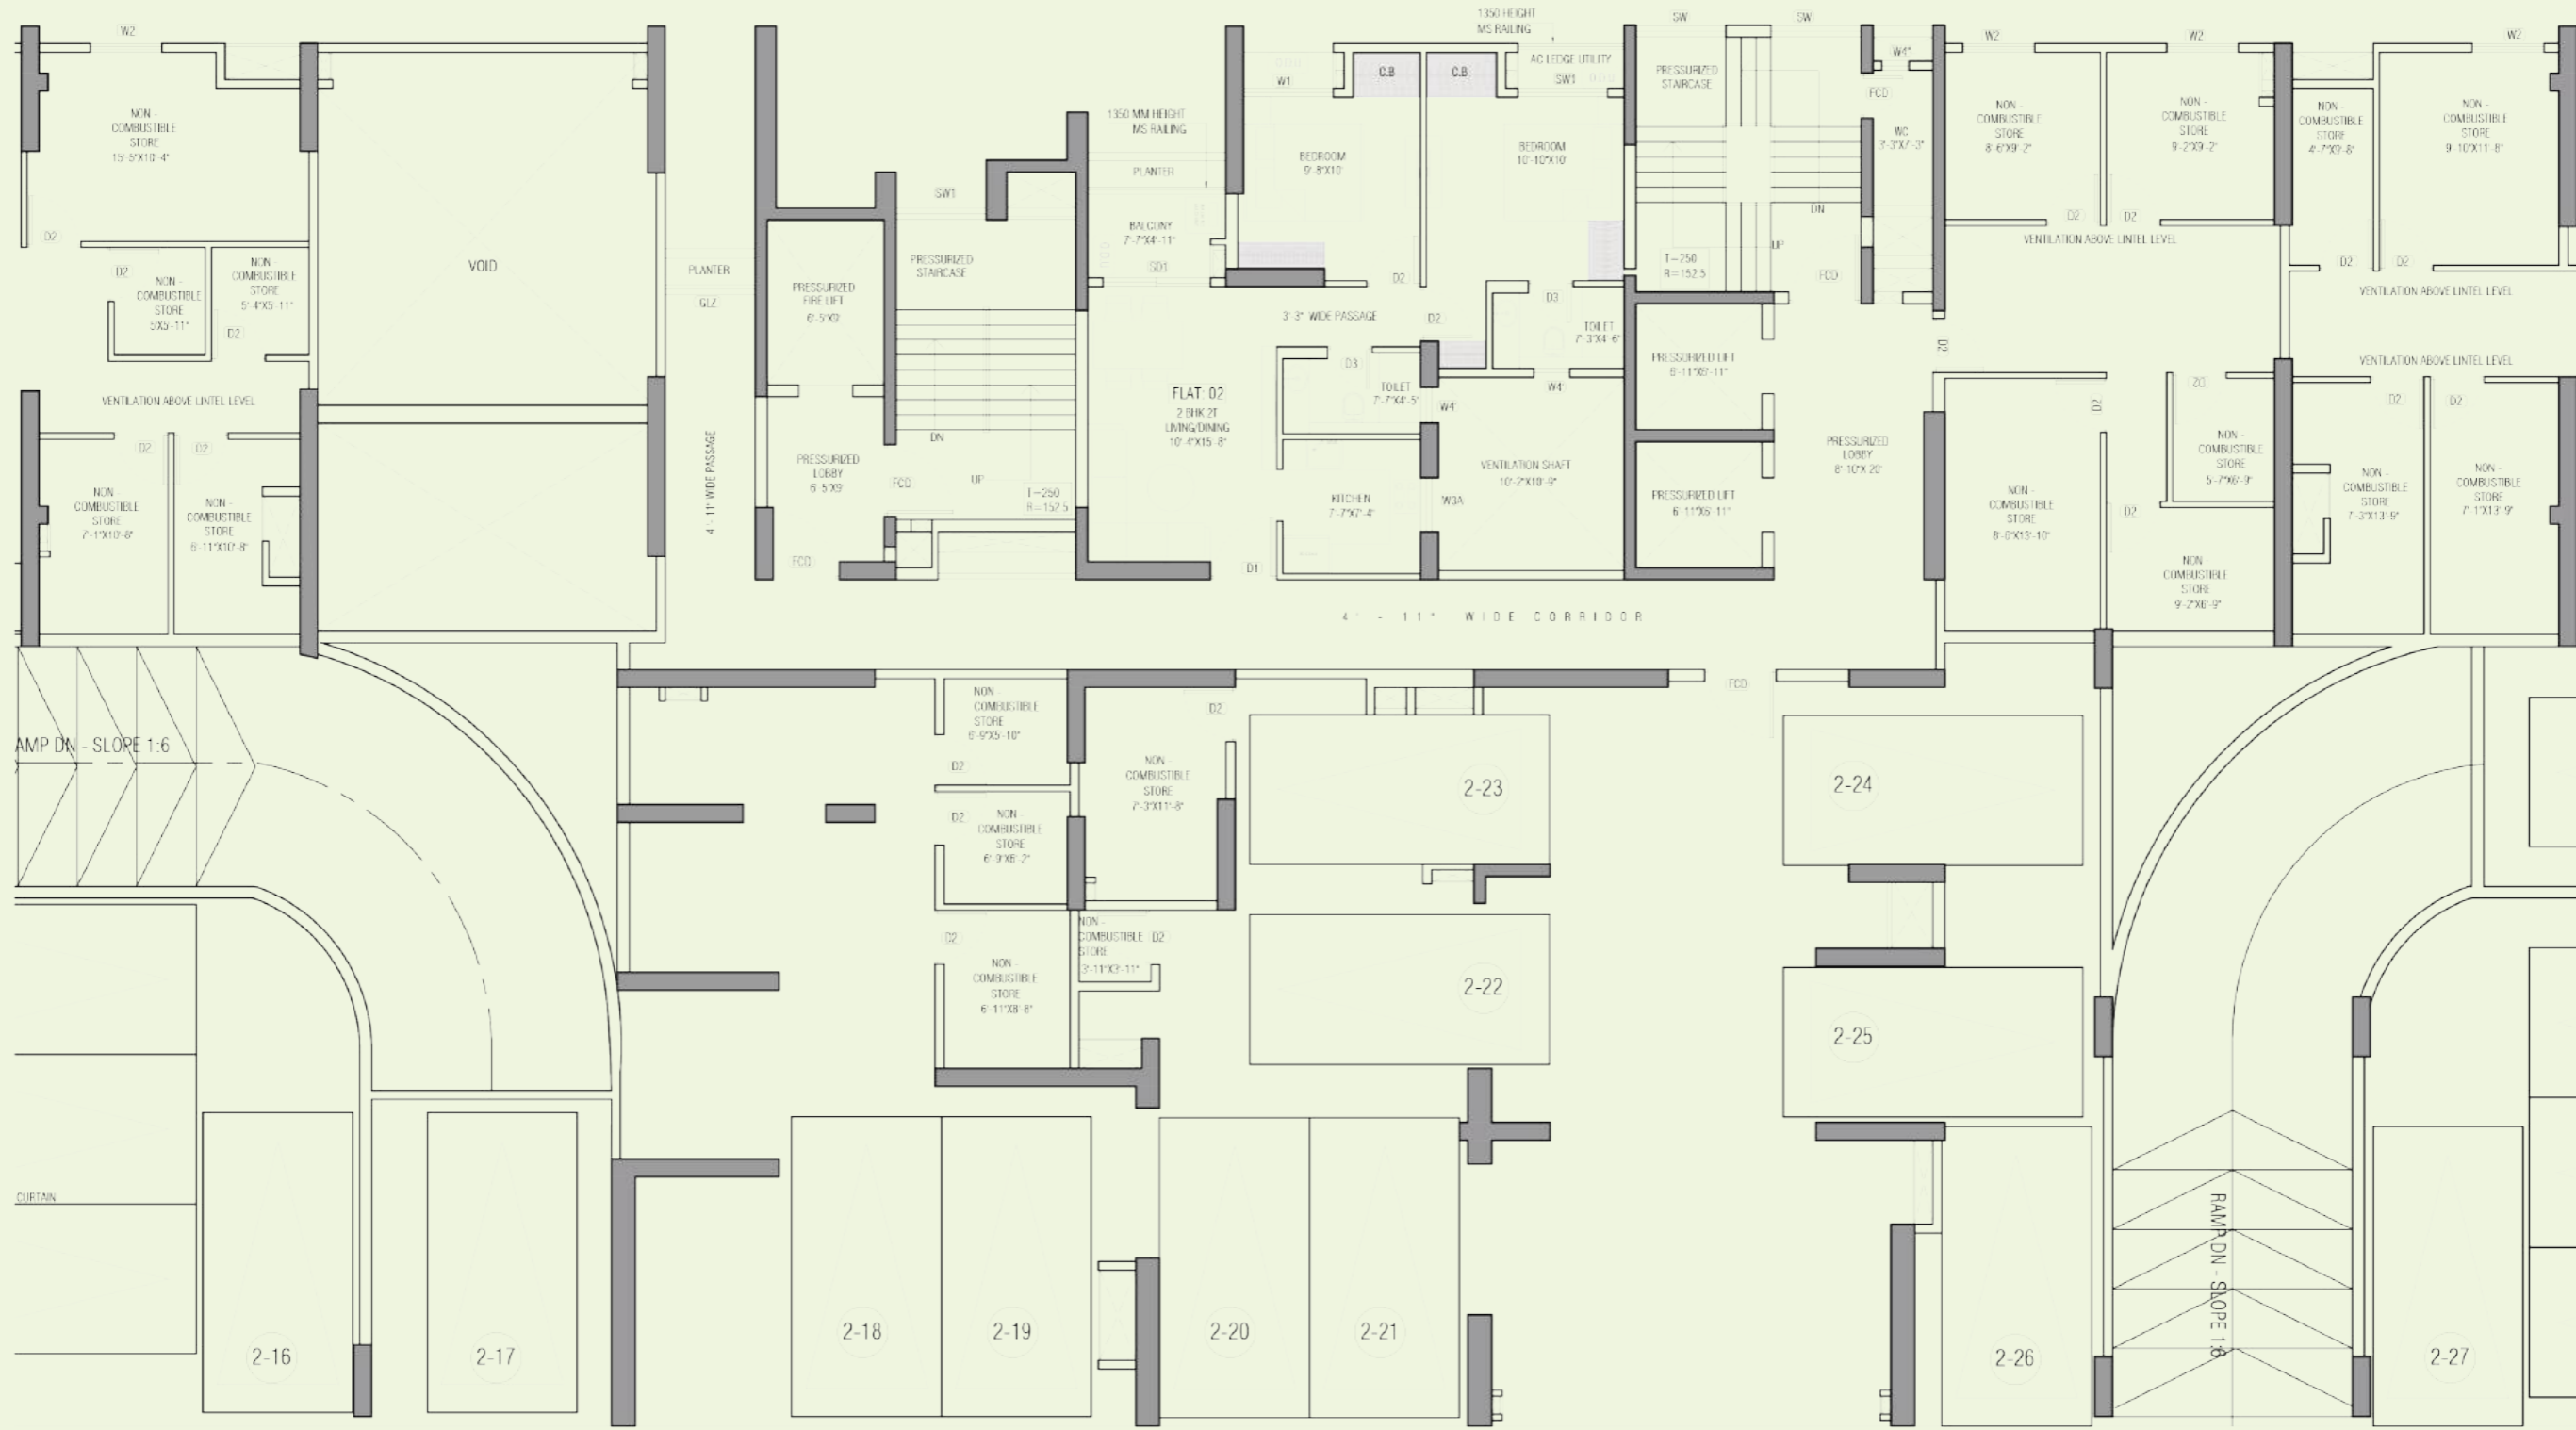 W2
NON -
COMBUSTIBLE
STORE
15'-5"X10'-4"
D2
D2
NON -
COMBUSTIBLE
STORE
5'X5'-11"
NON -
COMBUSTIBLE
STORE
5'-4"X5'-11"
D2
VENTILATION ABOVE LINTEL LEVEL
D2
D2
NON -
COMBUSTIBLE
STORE
7'-1"X10'-8"
NON -
COMBUSTIBLE
STORE
6'-11"X10'-8"
VOID
PLANTER
GLZ
4'- 11" WIDE PASSAGE
PRESSURIZED
FIRE LIFT
6'-5"X9'
PRESSURIZED
LOBBY
6'-5"X9'
FCD
FCD
SW1
PRESSURIZED
STAIRCASE
DN
UP
T=250
R=152.5
1350 MM HEIGHT
MS RAILING
PLANTER
BALCONY
7'-7"X4'-11"
SD1
FLAT: 02
2 BHK 2T
LIVING/DINING
10'-4"X15'-8"
D1
W1
C.B
C.B
1350 HEIGHT
MS RAILING
AC LEDGE UTILITY
SW1
BEDROOM
9'-8"X10'
BEDROOM
10'-10"X10'
D2
3'-3" WIDE PASSAGE
D2
D3
TOILET
7'-3"X4'-6"
D3
TOILET
7'-7"X4'-5"
W4'
W4'
KITCHEN
7'-7"X7'-4"
W3A
VENTILATION SHAFT
10'-2"X10'-9"
SW
SW
PRESSURIZED
STAIRCASE
DN
UP
T=250
R=152.5
W4"
FCD
WC
3'-3"X7'-3"
FCD
PRESSURIZED LIFT
6'-11"X6'-11"
PRESSURIZED LIFT
6'-11"X6'-11"
PRESSURIZED
LOBBY
8'-10"X 20'
D2
W2
W2
W2
NON -
COMBUSTIBLE
STORE
8'-6"X9'-2"
NON -
COMBUSTIBLE
STORE
9'-2"X9'-2"
NON -
COMBUSTIBLE
STORE
4'-7"X9'-8"
NON -
COMBUSTIBLE
STORE
9'-10"X11'-8"
D2
D2
VENTILATION ABOVE LINTEL LEVEL
D2
D2
VENTILATION ABOVE LINTEL LEVEL
VENTILATION ABOVE LINTEL LEVEL
D2
D2
NON -
COMBUSTIBLE
STORE
8'-6"X13'-10"
NON -
COMBUSTIBLE
STORE
5'-7"X6'-9"
D2
NON
COMBUSTIBLE
STORE
9'-2"X6'-9"
D2
D2
NON -
COMBUSTIBLE
STORE
7'-3"X13'-9"
NON -
COMBUSTIBLE
STORE
7'-1"X13'-9"
4' - 11" WIDE CORRIDOR
FCD
AMP DN - SLOPE 1:6
NON -
COMBUSTIBLE
STORE
6'-9"X5'-10"
D2
D2
NON -
COMBUSTIBLE
STORE
6'-9"X6'-2"
D2
NON -
COMBUSTIBLE
STORE
7'-3"X11'-8"
D2
NON -
COMBUSTIBLE
STORE
6'-11"X8'-8"
NON -
COMBUSTIBLE
STORE
3'-11"X3'-11"
D2
2-23
2-24
2-22
2-25
CURTAIN
2-16
2-17
2-18
2-19
2-20
2-21
2-26
RAMP DN - SLOPE 1:6
2-27